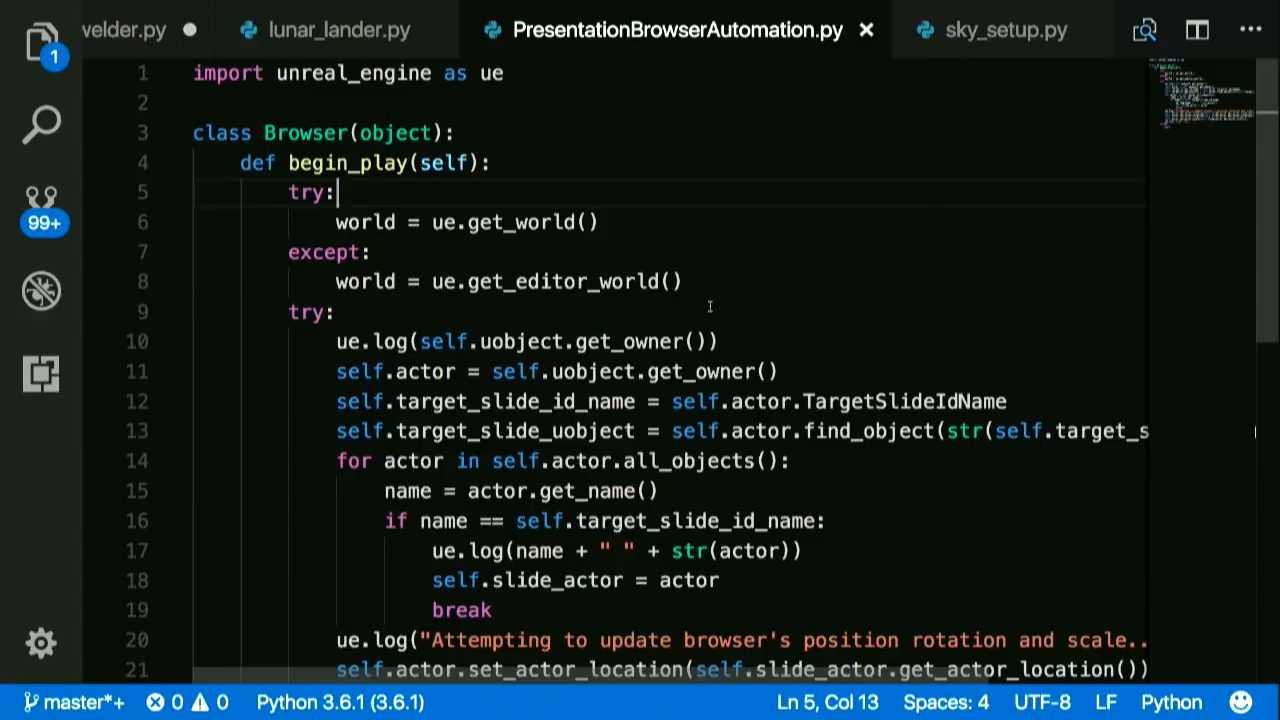 welder.py
lunar_lander.py
PresentationBrowserAutomation.py
sky_setup.py
1
99+
1 import unreal_engine as ue
2
3 class Browser(object):
4 def begin_play(self):
5 try:
6 world = ue.get_world()
7 except:
8 world = ue.get_editor_world()
9 try:
10 ue.log(self.uobject.get_owner())
11 self.actor = self.uobject.get_owner()
12 self.target_slide_id_name = self.actor.TargetSlideIdName
13 self.target_slide_uobject = self.actor.find_object(str(self.target_s
14 for actor in self.actor.all_objects():
15 name = actor.get_name()
16 if name == self.target_slide_id_name:
17 ue.log(name + " " + str(actor))
18 self.slide_actor = actor
19 break
20 ue.log("Attempting to update browser's position rotation and scale..
21 self.actor.set_actor_location(self.slide_actor.get_actor_location())
master*+ 0 0 Python 3.6.1 (3.6.1) Ln 5, Col 13 Spaces: 4 UTF-8 LF Python